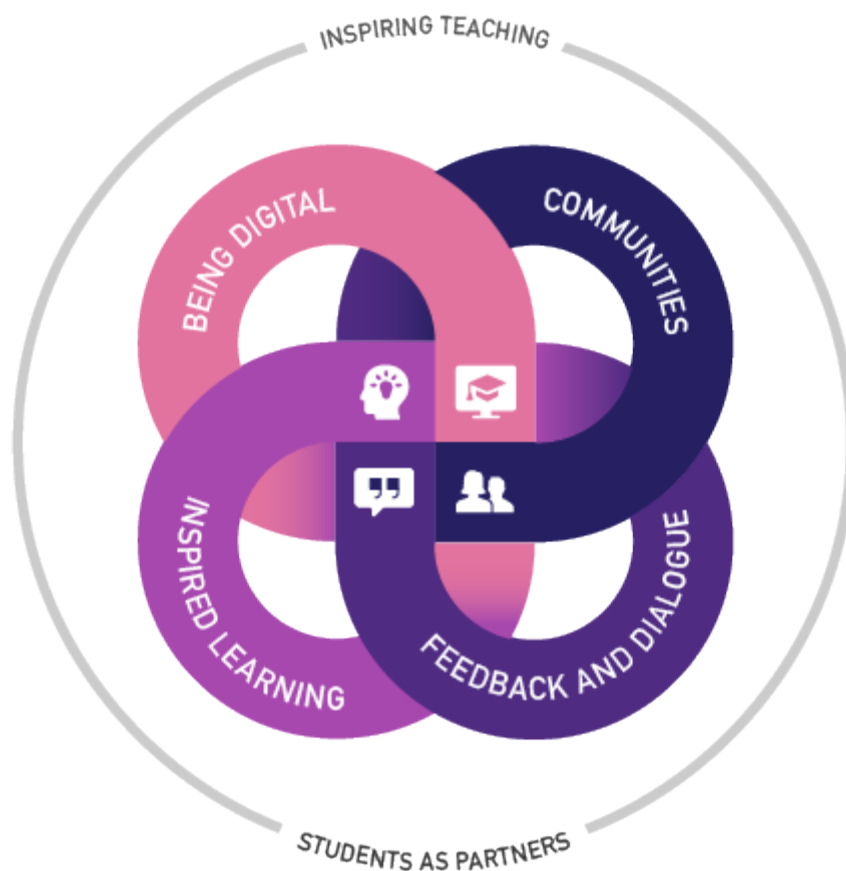 INSPIRING TEACHING
BEING DIGITAL
COMMUNITIES
INSPIRED LEARNING
FEEDBACK AND DIALOGUE
STUDENTS AS PARTNERS